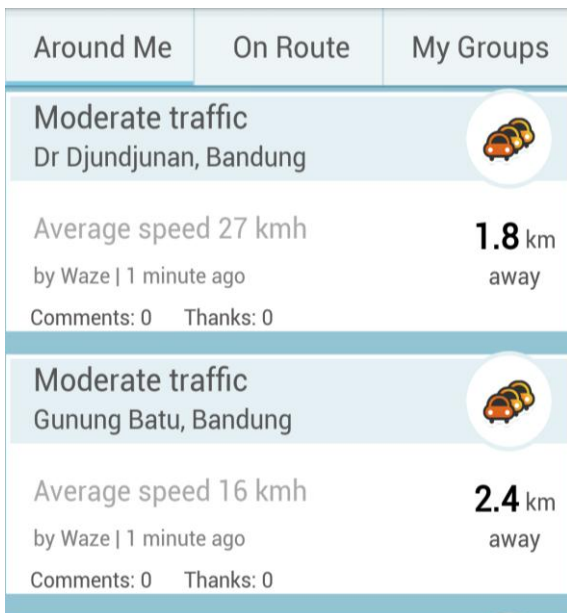 Around Me On Route My Groups
Moderate traffic
Dr Djundjunan, Bandung
Average speed 27 kmh
1.8 km
by Waze | 1 minute ago
away
Comments: 0 Thanks: 0
Moderate traffic
Gunung Batu, Bandung
Average speed 16 kmh
2.4 km
by Waze | 1 minute ago
away
Comments: 0 Thanks: 0